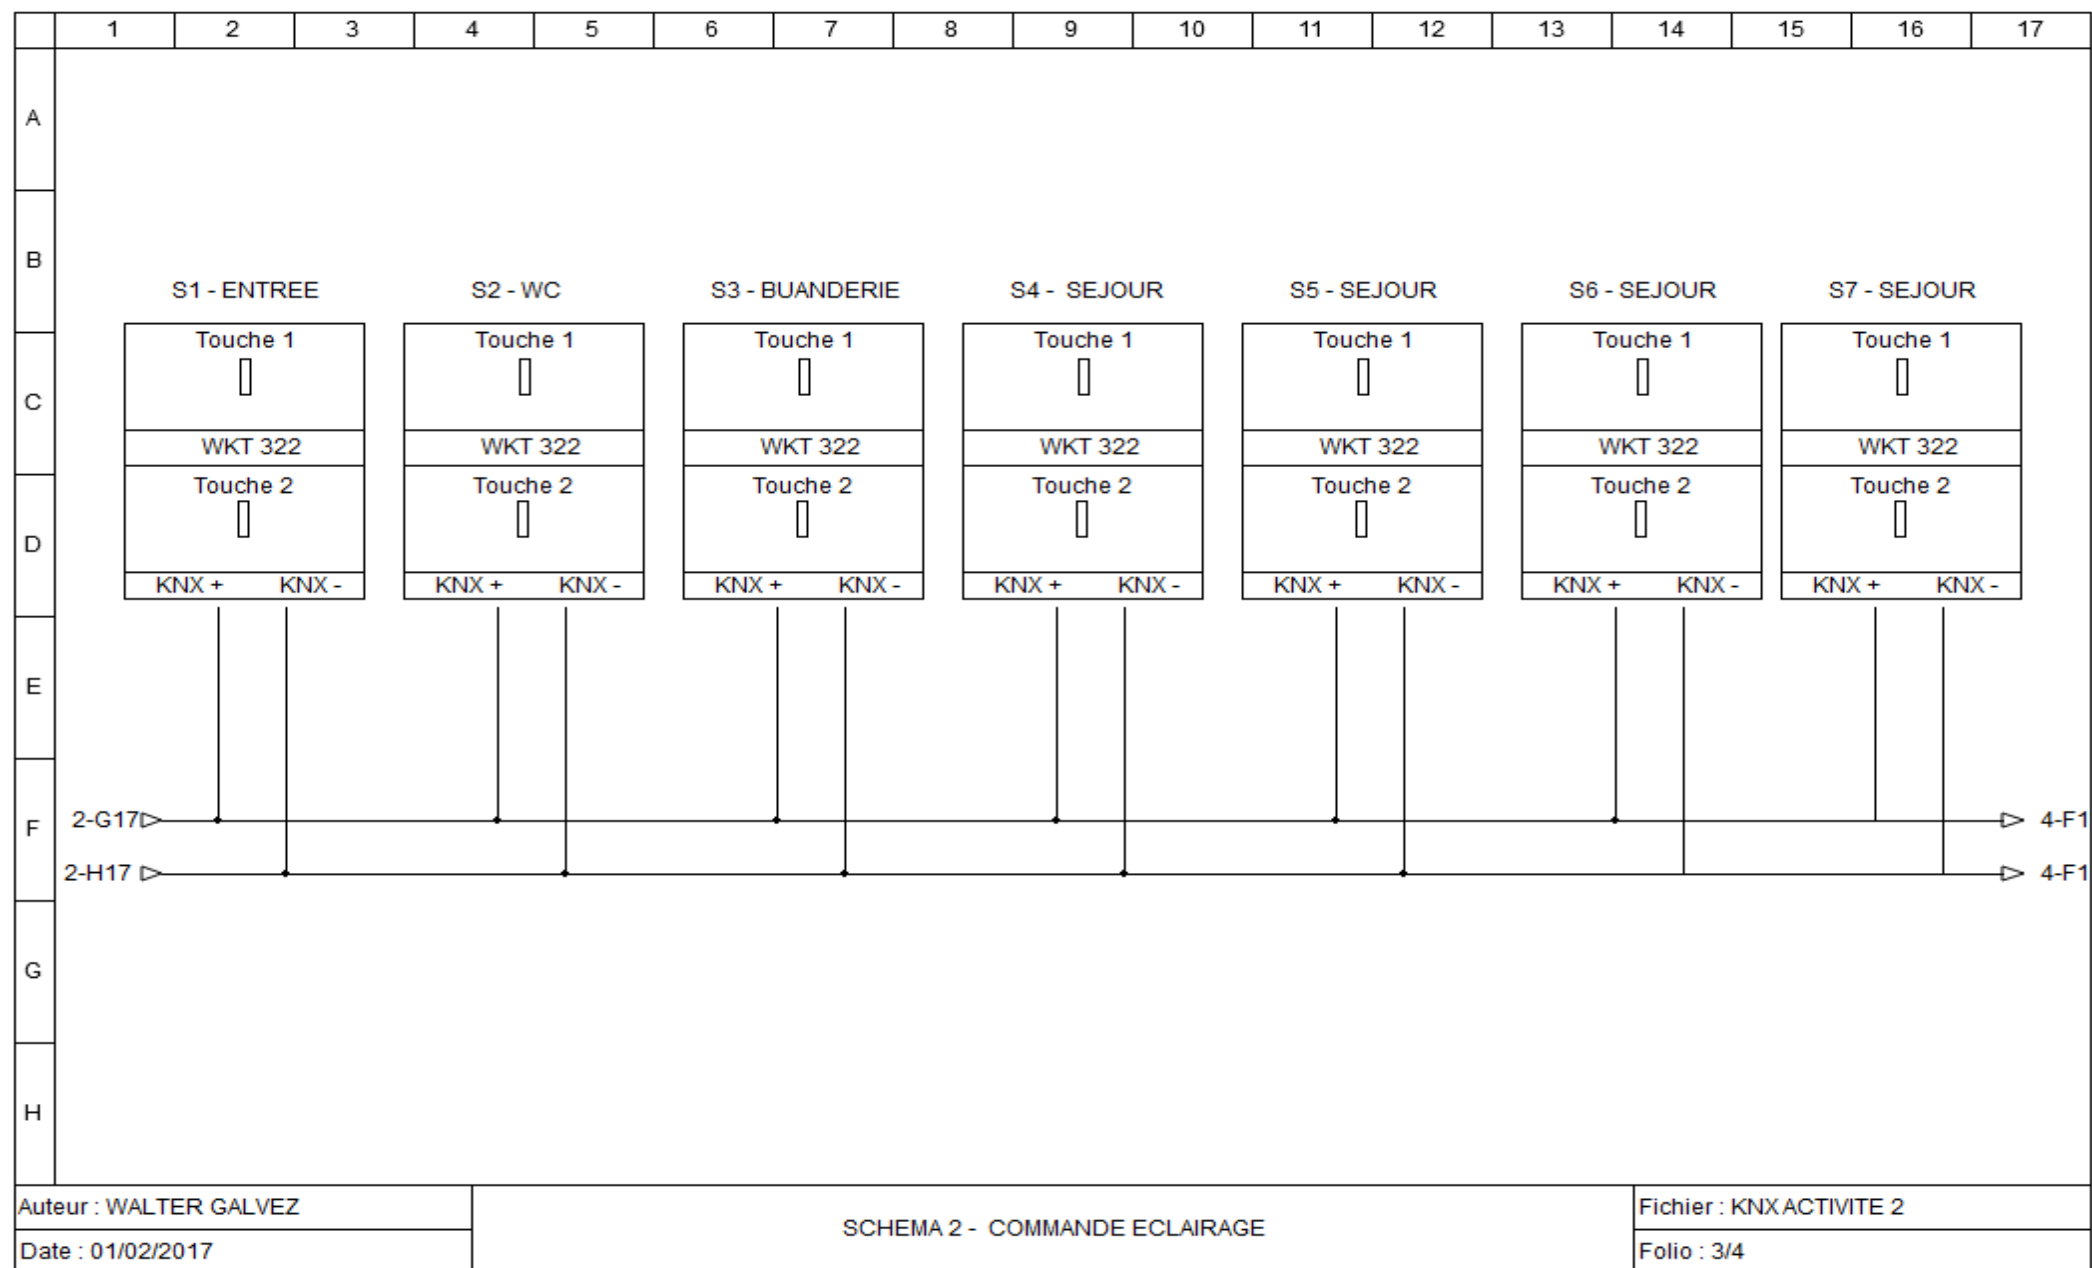 1 2 3 4 5 6 7 8 9 10 11 12 13 14 15 16 17
A
B
S1 - ENTREE S2 - WC S3 - BUANDERIE S4 - SEJOUR S5 - SEJOUR S6 - SEJOUR S7 - SEJOUR
Touche 1 Touche 1 Touche 1 Touche 1 Touche 1 Touche 1 Touche 1
C
WKT 322 WKT 322 WKT 322 WKT 322 WKT 322 WKT 322 WKT 322
Touche 2 Touche 2 Touche 2 Touche 2 Touche 2 Touche 2 Touche 2
D
KNX + KNX - KNX + KNX - KNX + KNX - KNX + KNX - KNX + KNX - KNX + KNX - KNX + KNX -
E
F
2-G17 4-F1
2-H17 4-F1
G
H
Auteur : WALTER GALVEZ
Date : 01/02/2017
SCHEMA 2 - COMMANDE ECLAIRAGE
Fichier : KNX ACTIVITE 2
Folio : 3/4